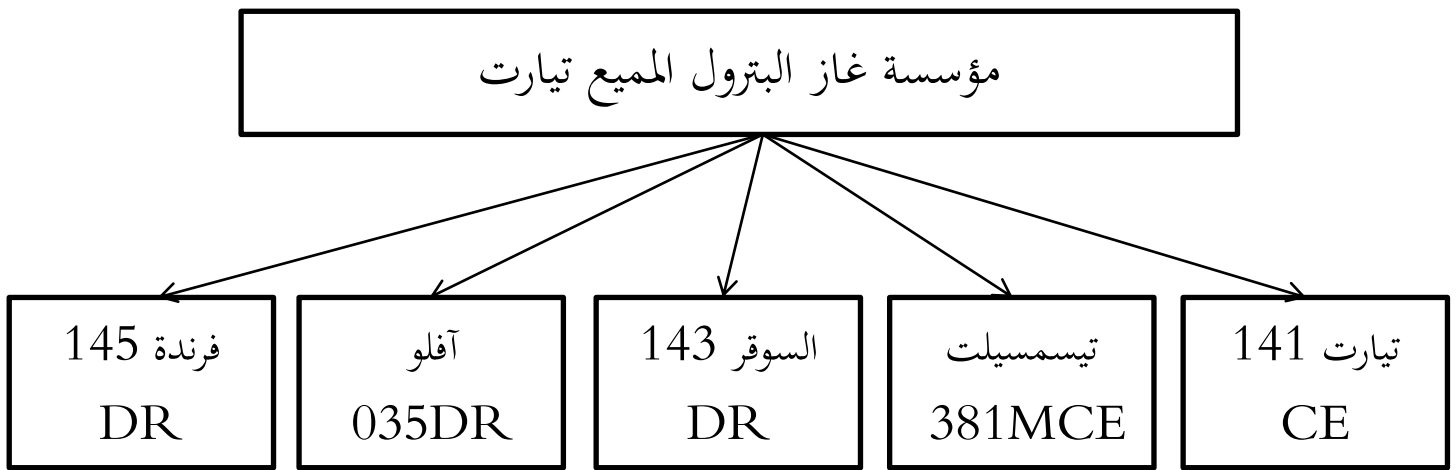 مؤسسة غاز البترول المميع تيارت
تيارت 141
CE
تيسمسيلت
381MCE
السوقر 143
DR
آفلو
035DR
فرندة 145
DR